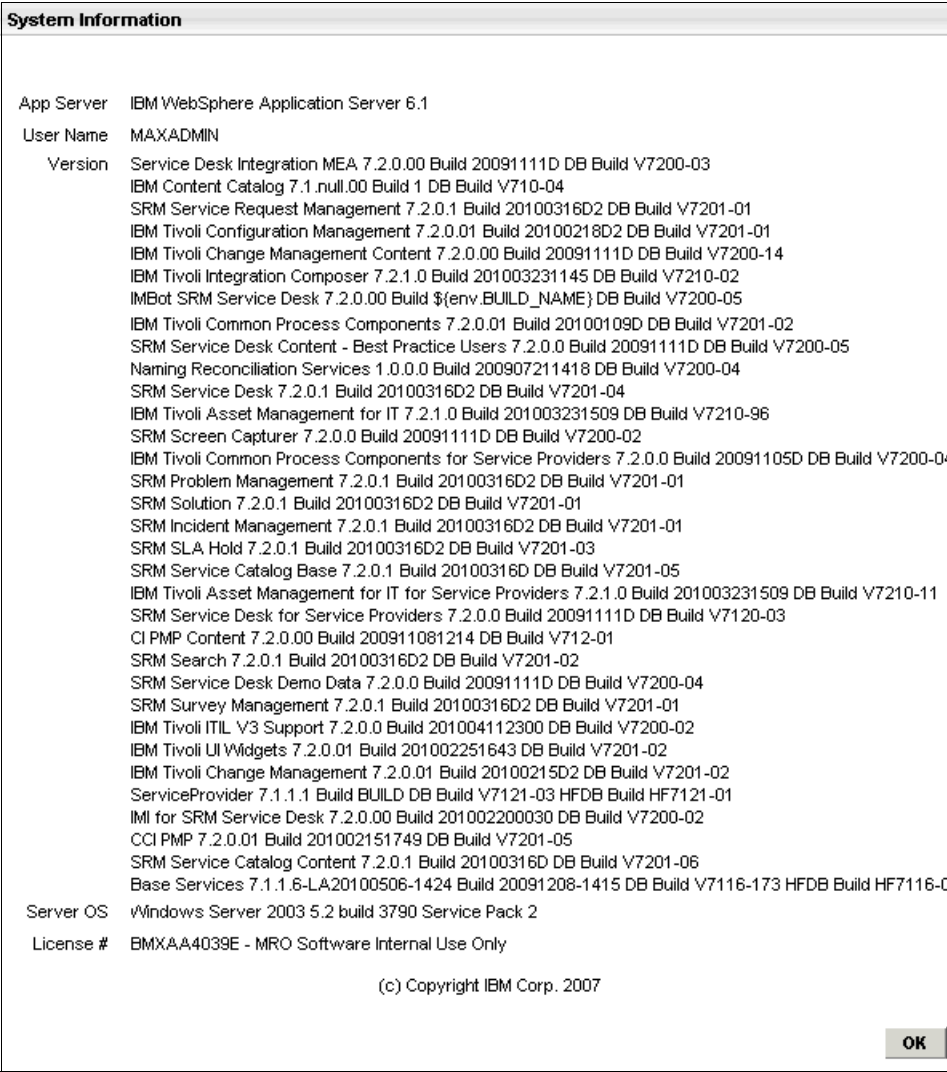 System Information
App Server IBM WebSphere Application Server 6.1
User Name MAXADMIN
Version Service Desk Integration MEA 7.2.0.00 Build 20091111D DB Build V7200-03
IBM Content Catalog 7.1.null.00 Build 1 DB Build V710-04
SRM Service Request Management 7.2.0.1 Build 20100316D2 DB Build V7201-01
IBM Tivoli Configuration Management 7.2.0.01 Build 20100218D2 DB Build V7201-01
IBM Tivoli Change Management Content 7.2.0.00 Build 20091111D DB Build V7200-14
IBM Tivoli Integration Composer 7.2.1.0 Build 201003231145 DB Build V7210-02
IMBot SRM Service Desk 7.2.0.00 Build ${env.BUILD_NAME} DB Build V7200-05
IBM Tivoli Common Process Components 7.2.0.01 Build 20100109D DB Build V7201-02
SRM Service Desk Content - Best Practice Users 7.2.0.0 Build 20091111D DB Build V7200-05
Naming Reconciliation Services 1.0.0.0 Build 200907211418 DB Build V7200-04
SRM Service Desk 7.2.0.1 Build 20100316D2 DB Build V7201-04
IBM Tivoli Asset Management for IT 7.2.1.0 Build 201003231509 DB Build V7210-96
SRM Screen Capturer 7.2.0.0 Build 20091111D DB Build V7200-02
IBM Tivoli Common Process Components for Service Providers 7.2.0.0 Build 20091105D DB Build V7200-04
SRM Problem Management 7.2.0.1 Build 20100316D2 DB Build V7201-01
SRM Solution 7.2.0.1 Build 20100316D2 DB Build V7201-01
SRM Incident Management 7.2.0.1 Build 20100316D2 DB Build V7201-01
SRM SLA Hold 7.2.0.1 Build 20100316D2 DB Build V7201-03
SRM Service Catalog Base 7.2.0.1 Build 20100316D DB Build V7201-05
IBM Tivoli Asset Management for IT for Service Providers 7.2.1.0 Build 201003231509 DB Build V7210-11
SRM Service Desk for Service Providers 7.2.0.0 Build 20091111D DB Build V7120-03
CI PMP Content 7.2.0.00 Build 200911081214 DB Build V712-01
SRM Search 7.2.0.1 Build 20100316D2 DB Build V7201-02
SRM Service Desk Demo Data 7.2.0.0 Build 20091111D DB Build V7200-04
SRM Survey Management 7.2.0.1 Build 20100316D2 DB Build V7201-01
IBM Tivoli ITIL V3 Support 7.2.0.0 Build 201004112300 DB Build V7200-02
IBM Tivoli UI Widgets 7.2.0.01 Build 201002251643 DB Build V7201-02
IBM Tivoli Change Management 7.2.0.01 Build 20100215D2 DB Build V7201-02
ServiceProvider 7.1.1.1 Build BUILD DB Build V7121-03 HFDB Build HF7121-01
IMI for SRM Service Desk 7.2.0.00 Build 201002200030 DB Build V7200-02
CCI PMP 7.2.0.01 Build 201002151749 DB Build V7201-05
SRM Service Catalog Content 7.2.0.1 Build 20100316D DB Build V7201-06
Base Services 7.1.1.6-LA20100506-1424 Build 20091208-1415 DB Build V7116-173 HFDB Build
Server OS Windows Server 2003 5.2 build 3790 Service Pack 2
License # BMXAA4039E - MRO Software Internal Use Only
(c) Copyright IBM Corp. 2007
OK